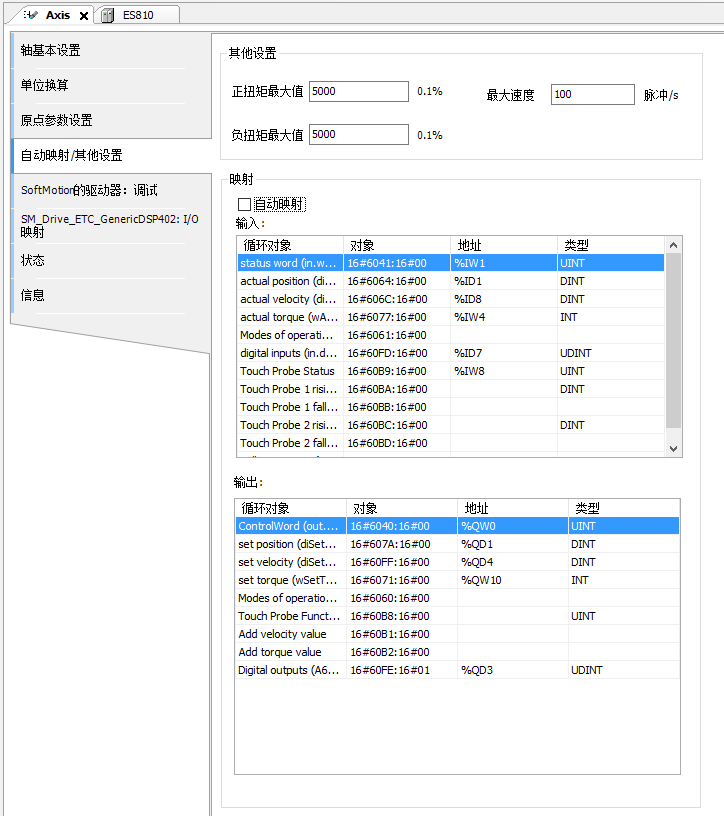 Axis ES810
轴基本设置
单位换算
原点参数设置
自动映射/其他设置
SoftMotion的驱动器：调试
SM_Drive_ETC_GenericDSP402: I/O
映射
状态
信息
其他设置
正扭矩最大值 5000 0.1% 最大速度 100 脉冲/s
负扭矩最大值 5000 0.1%
映射
自动映射
输入:
循环对象 对象 地址 类型
status word (in.w... 16#6041:16#00 %IW1 UINT
actual position (di... 16#6064:16#00 %ID1 DINT
actual velocity (di... 16#606C:16#00 %ID8 DINT
actual torque (wA... 16#6077:16#00 %IW4 INT
Modes of operati... 16#6061:16#00
digital inputs (in.d... 16#60FD:16#00 %ID7 UDINT
Touch Probe Status 16#60B9:16#00 %IW8 UINT
Touch Probe 1 risi... 16#60BA:16#00 DINT
Touch Probe 1 fall... 16#60BB:16#00
Touch Probe 2 risi... 16#60BC:16#00 DINT
Touch Probe 2 fall... 16#60BD:16#00
输出:
循环对象 对象 地址 类型
ControlWord (out.... 16#6040:16#00 %QW0 UINT
set position (diSet... 16#607A:16#00 %QD1 DINT
set velocity (diSet... 16#60FF:16#00 %QD4 DINT
set torque (wSetT... 16#6071:16#00 %QW10 INT
Modes of operatio... 16#6060:16#00
Touch Probe Funct... 16#60B8:16#00 UINT
Add velocity value 16#60B1:16#00
Add torque value 16#60B2:16#00
Digital outputs (A6... 16#60FE:16#01 %QD3 UDINT